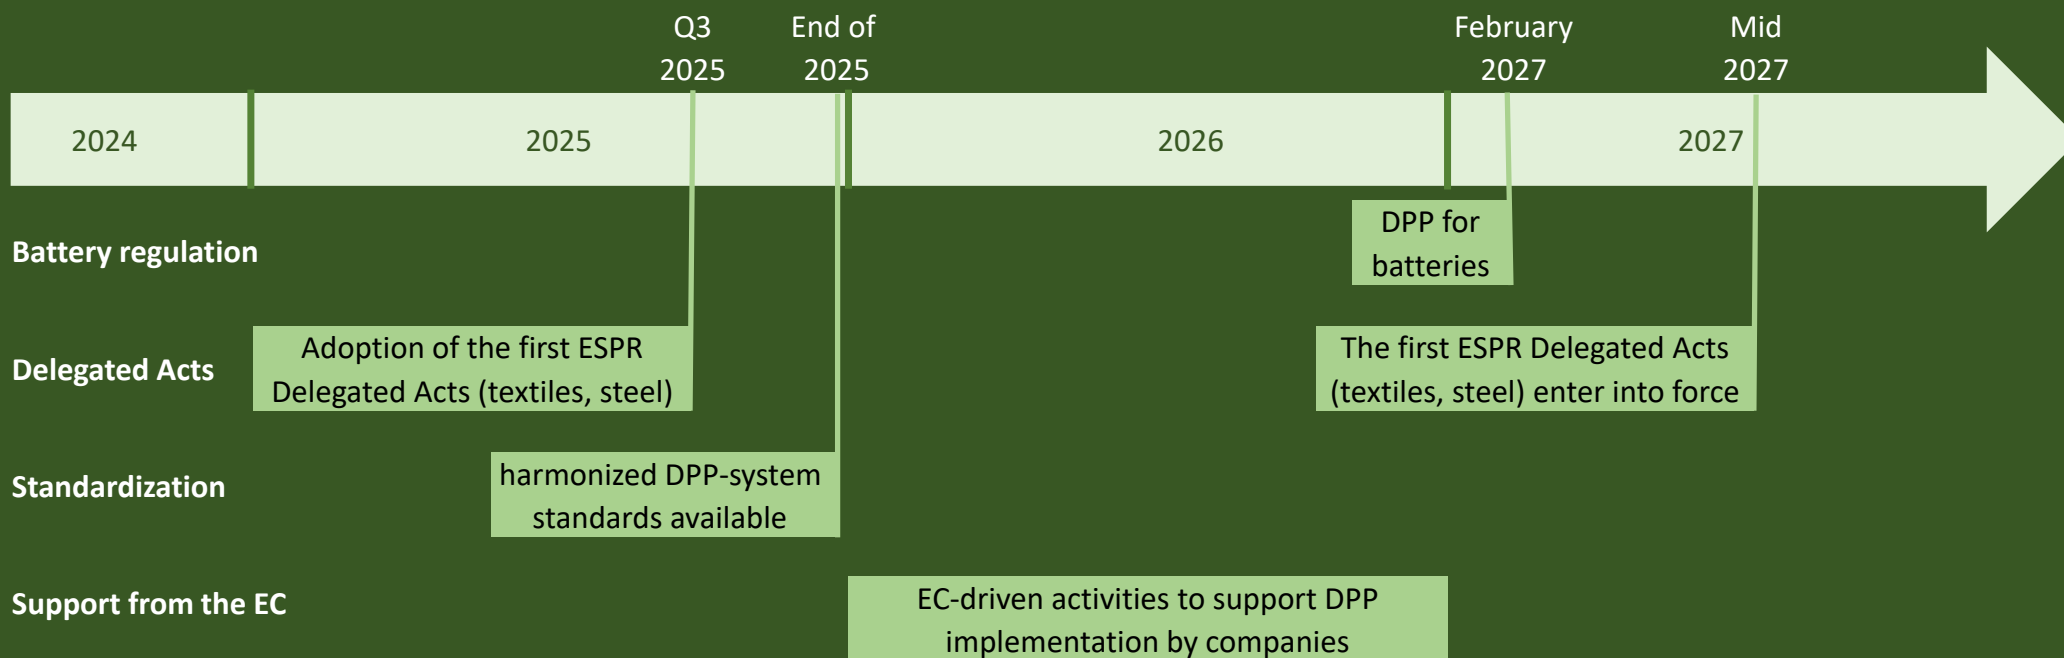 Q3
2025
End of
2025
February
2027
Mid
2027
2024
2025
2026
2027
Battery regulation
DPP for
batteries
Delegated Acts
Adoption of the first ESPR
Delegated Acts (textiles, steel)
The first ESPR Delegated Acts
(textiles, steel) enter into force
Standardization
harmonized DPP-system
standards available
Support from the EC
EC-driven activities to support DPP
implementation by companies